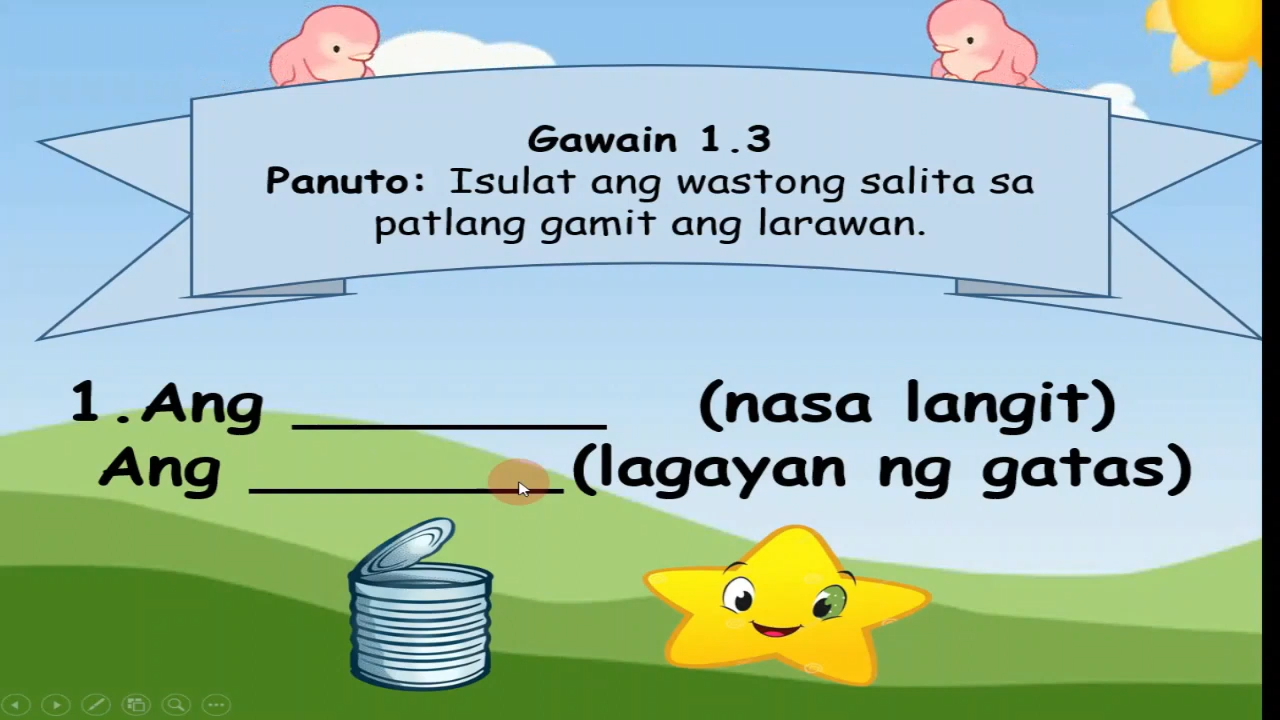 Gawain 1.3
Panuto: Isulat ang wastong salita sa
patlang gamit ang larawan.
1.Ang __________ (nasa langit)
Ang __________(lagayan ng gatas)